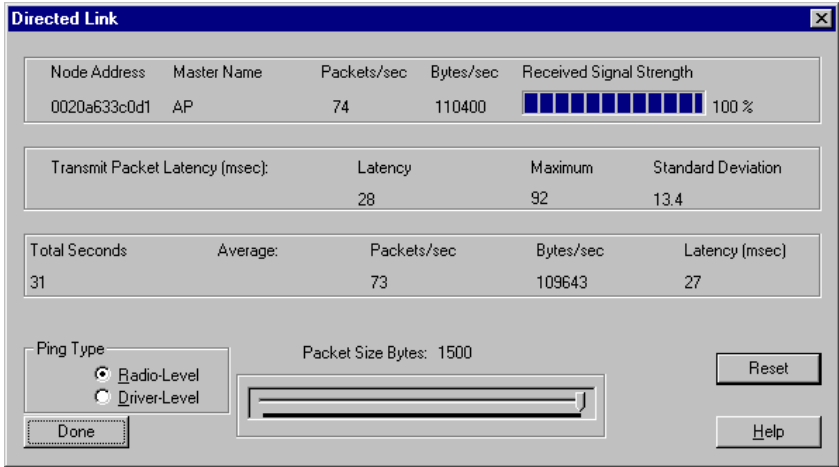 Directed Link
Node Address Master Name Packets/sec Bytes/sec Received Signal Strength
0020a633c0d1 AP 74 110400 100 %
Transmit Packet Latency (msec): Latency Maximum Standard Deviation
28 92 13.4
Total Seconds Average: Packets/sec Bytes/sec Latency (msec)
31 73 109643 27
Ping Type
Packet Size Bytes: 1500
Radio-Level
Driver-Level
Reset
Done
Help